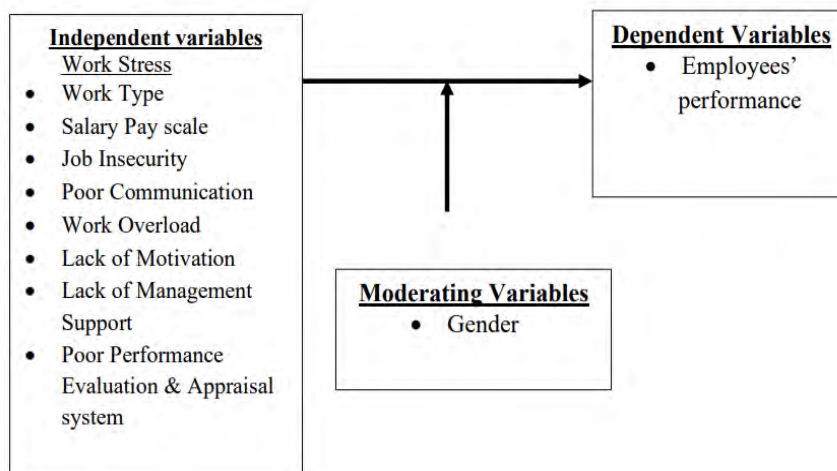 Independent variables
Work Stress
• Work Type
• Salary Pay scale
• Job Insecurity
• Poor Communication
• Work Overload
• Lack of Motivation
• Lack of Management
Support
• Poor Performance
Evaluation & Appraisal
system
Dependent Variables
• Employees’
performance
Moderating Variables
• Gender